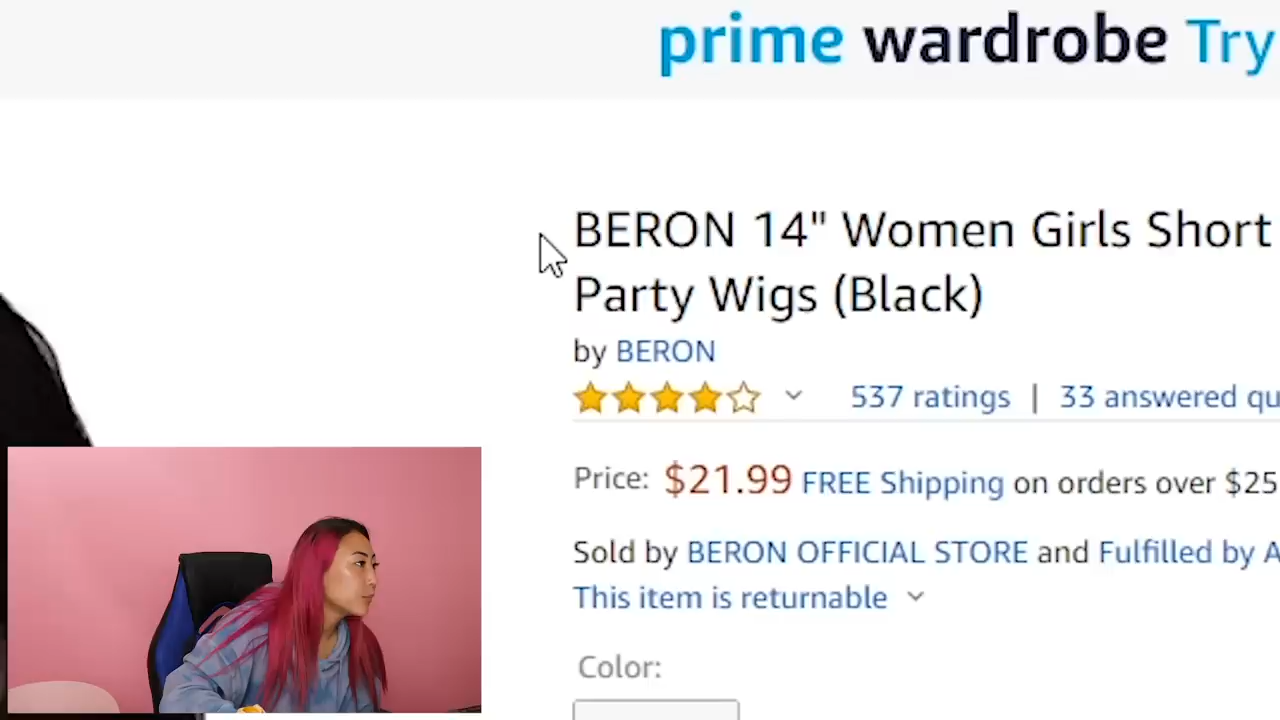 prime wardrobe Try
BERON 14" Women Girls Short
Party Wigs (Black)
by BERON
537 ratings | 33 answered qu
Price: $21.99 FREE Shipping on orders over $25
Sold by BERON OFFICIAL STORE and Fulfilled by A
This item is returnable
Color: